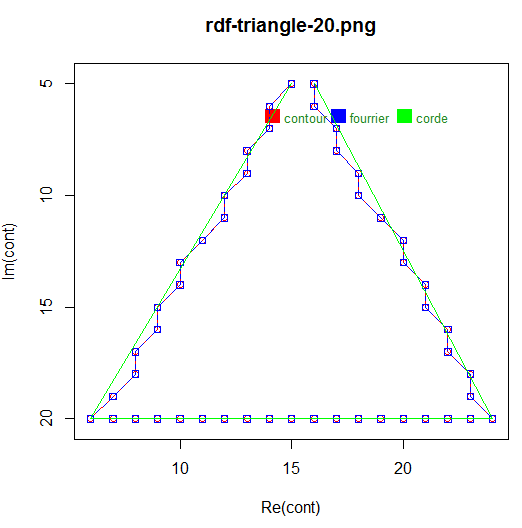 rdf-triangle-20.png
5
contour fourrier corde
10
Im(cont)
15
20
10 15 20
Re(cont)